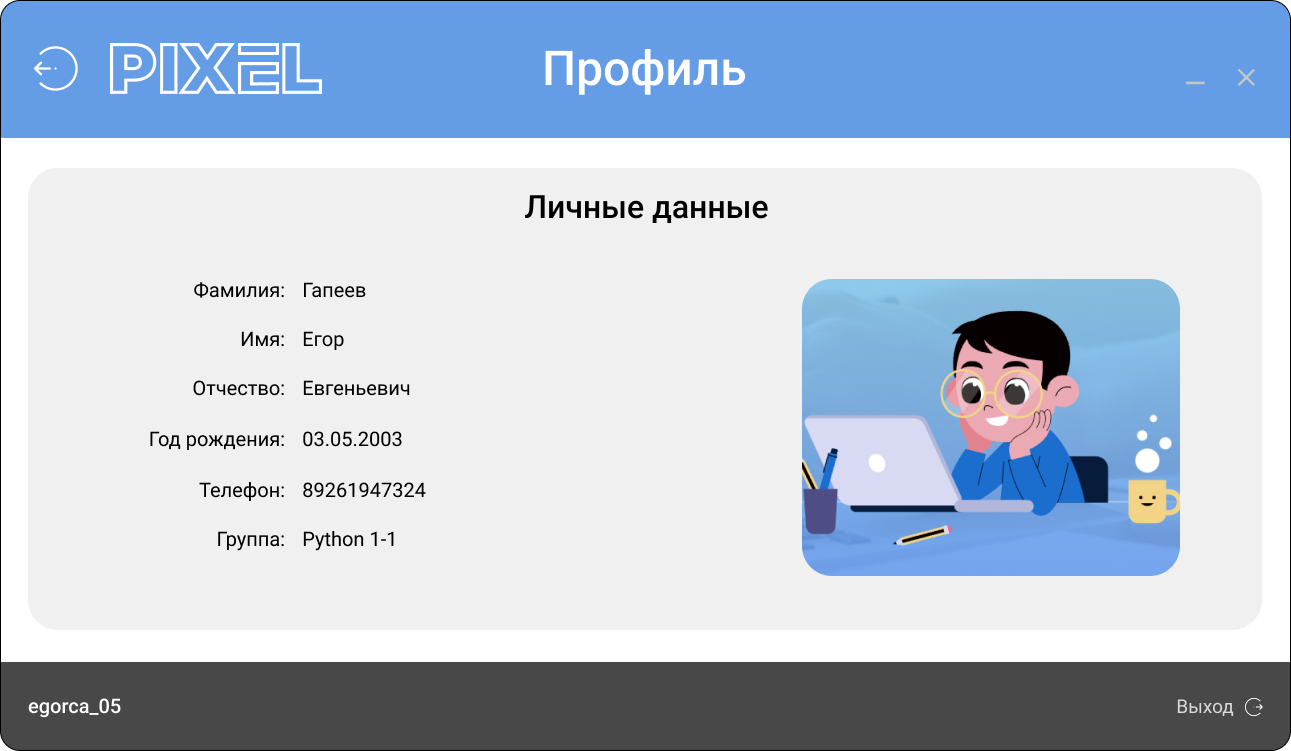 PIXEL
Профиль
Личные данные
Фамилия: Гапеев
Имя: Егор
Отчество: Евгеньевич
Год рождения: 03.05.2003
Телефон: 89261947324
Группа: Python 1-1
egorca_05
Выход